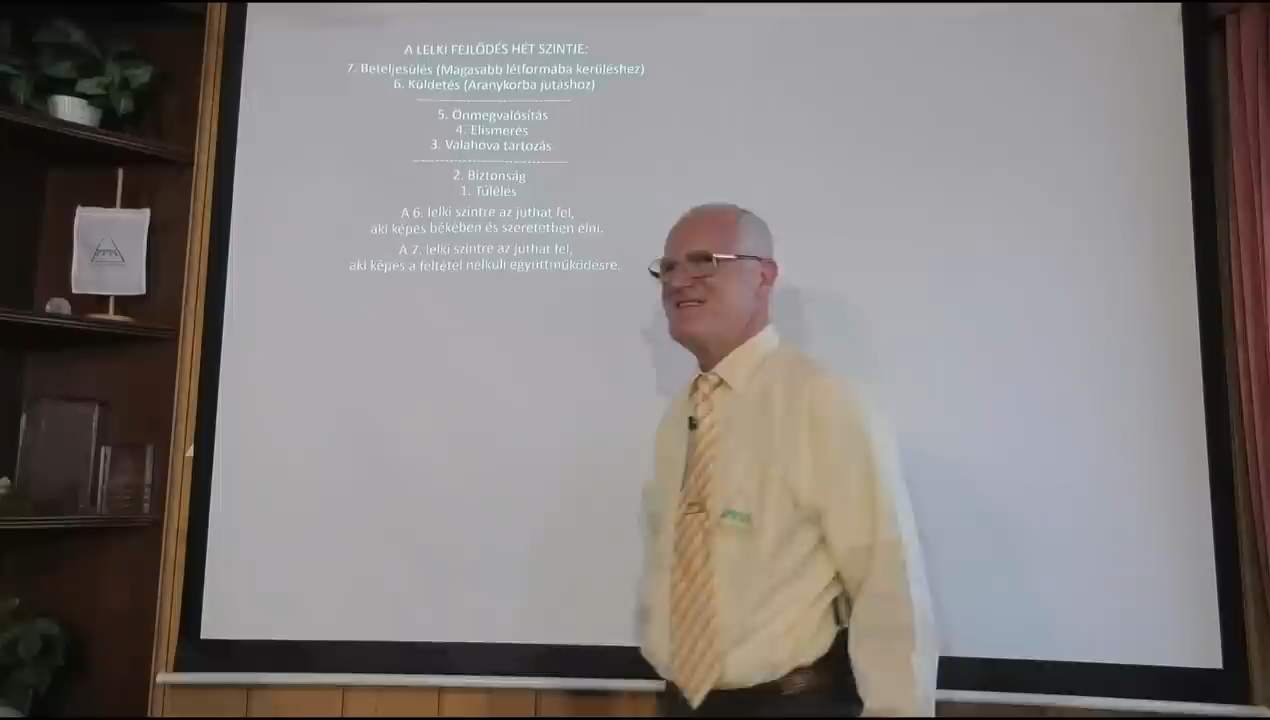 A LELKI FEJLŐDÉS HÉT SZINTJE:
7. Beteljesülés (Magasabb létformába kerüléshez)
6. Küldetés (Aranykorba jutáshoz)
5. Önmegvalósítás
4. Elismerés
3. Valahova tartozás
2. Biztonság
1. Túlélés
A 6. lelki szintre az juthat fel,
aki képes békében és szeretetben élni.
A 7. lelki szintre az juthat fel,
aki képes a feltétel nélküli együttműködésre.